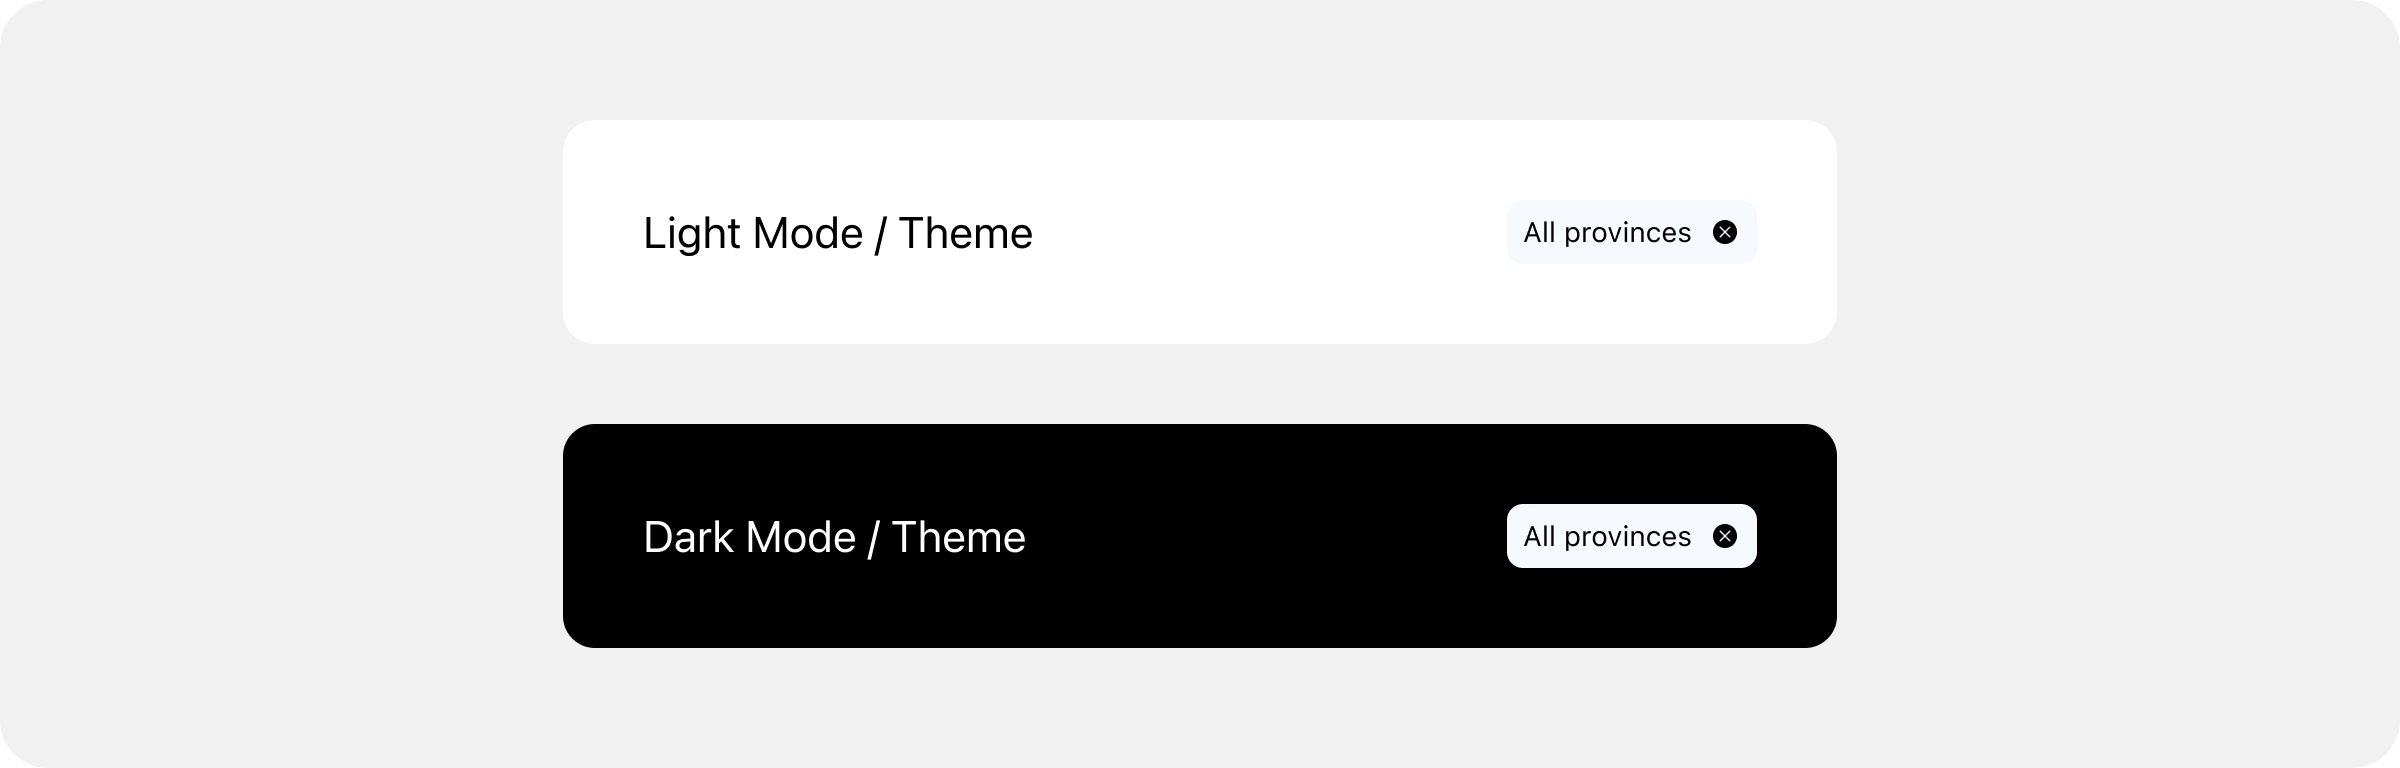 Light Mode / Theme
All provinces
Dark Mode / Theme
All provinces